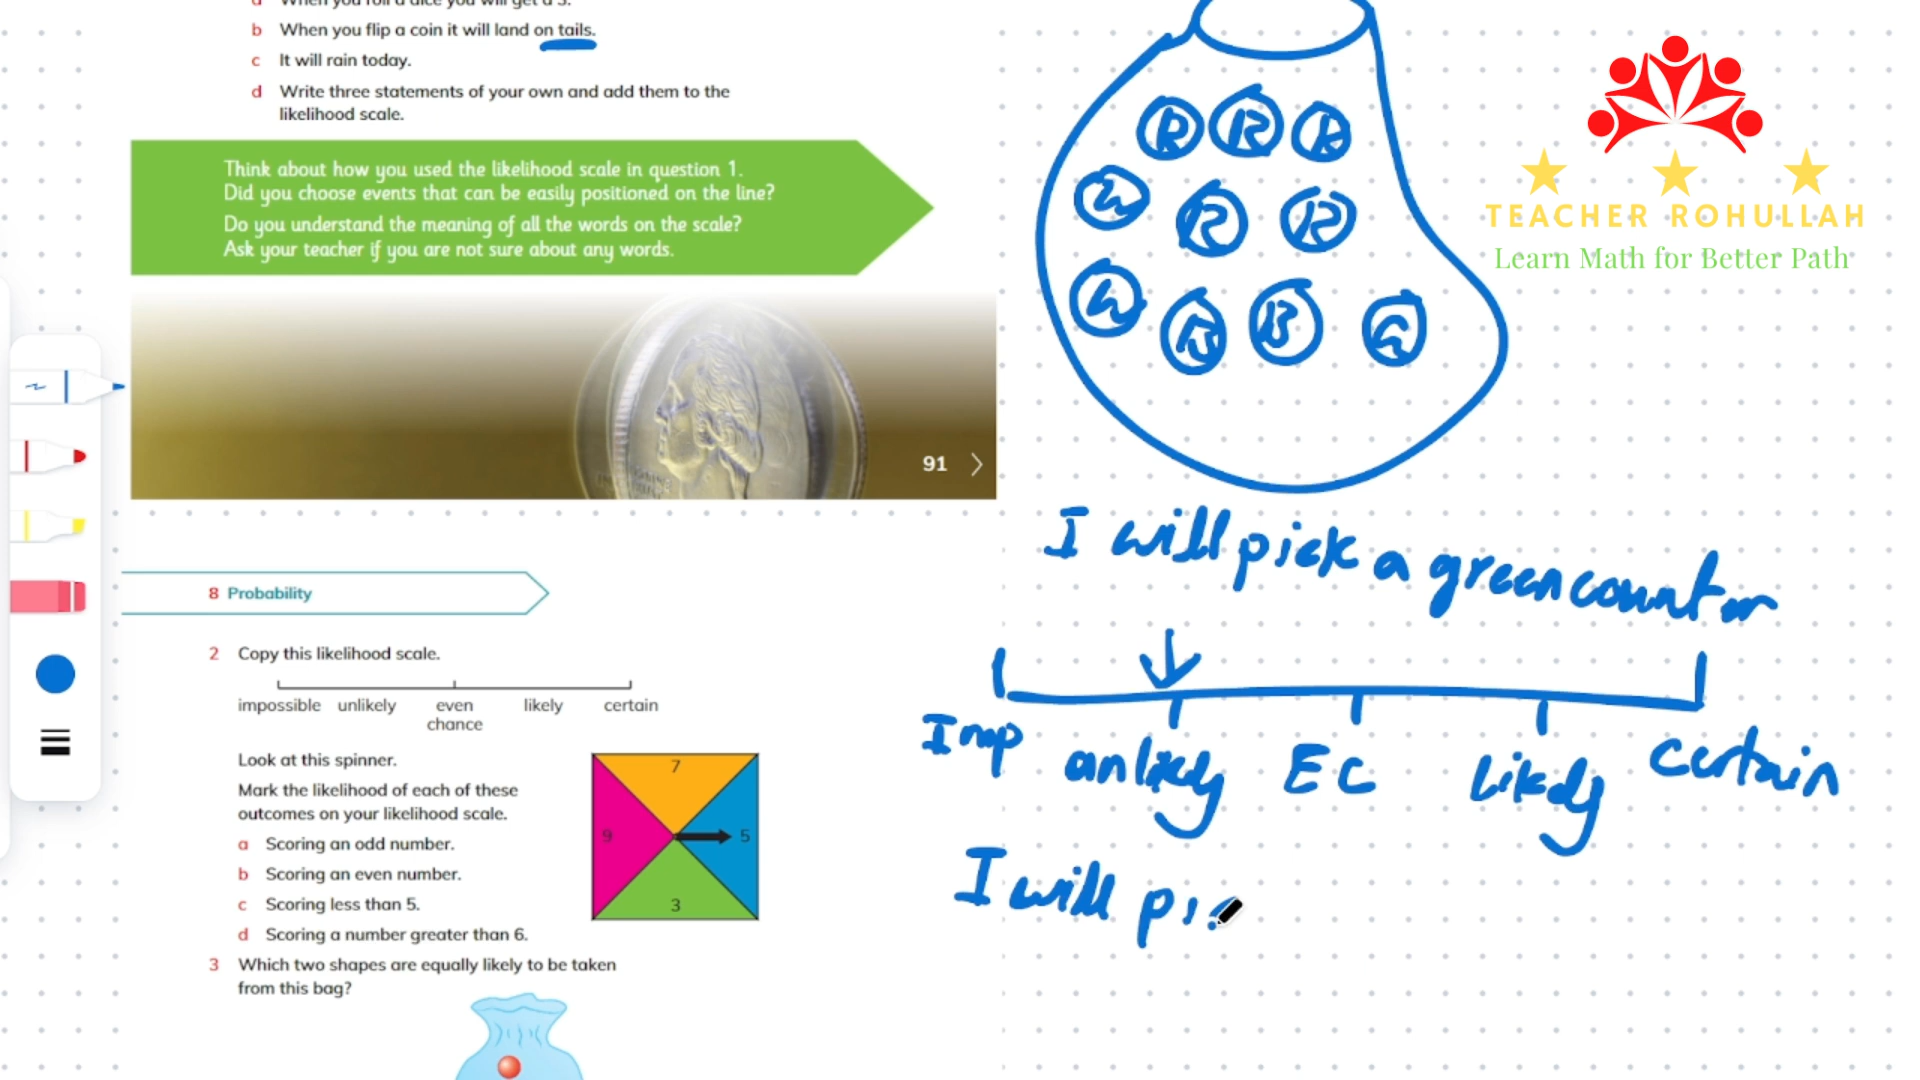 b When you flip a coin it will land on tails.
c It will rain today.
d Write three statements of your own and add them to the
likelihood scale.
Think about how you used the likelihood scale in question 1.
Did you choose events that can be easily positioned on the line?
Do you understand the meaning of all the words on the scale?
Ask your teacher if you are not sure about any words.
91
8 Probability
2 Copy this likelihood scale.
impossible unlikely even chance likely certain
Look at this spinner.
Mark the likelihood of each of these
outcomes on your likelihood scale.
a Scoring an odd number.
b Scoring an even number.
c Scoring less than 5.
d Scoring a number greater than 6.
7
9
5
3
3 Which two shapes are equally likely to be taken
from this bag?
R R R
W R R
W B B G
I will pick a green counter
Imp unlikely EC Likely Certain
I will pi
TEACHER ROHULLAH
Learn Math for Better Path